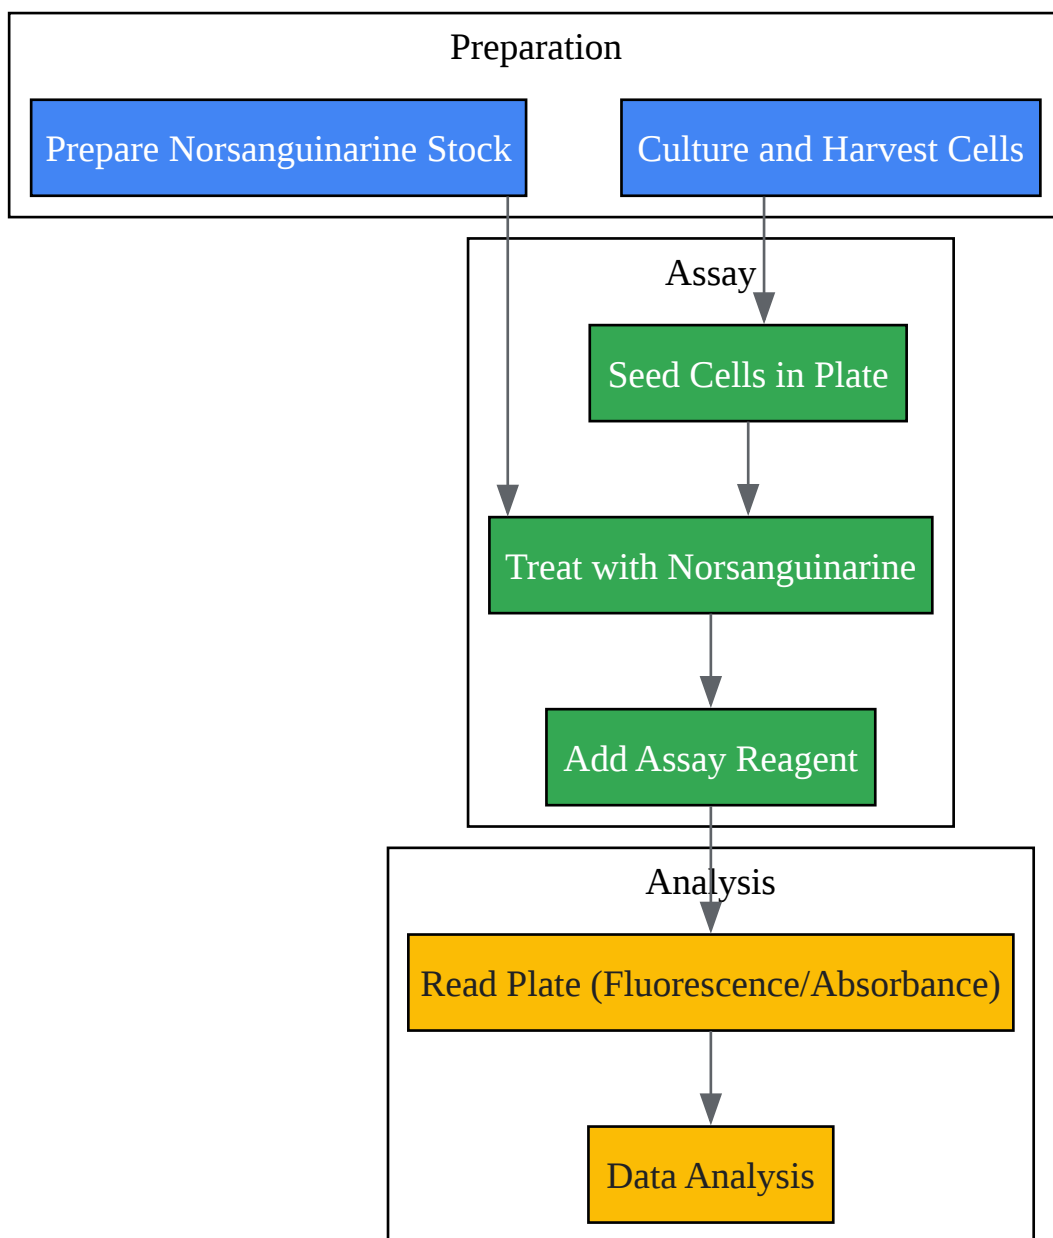 Preparation
Prepare Norsanguinarine Stock
Culture and Harvest Cells
Assay
Seed Cells in Plate
Treat with Norsanguinarine
Add Assay Reagent
Analysis
Read Plate (Fluorescence/Absorbance)
Data Analysis